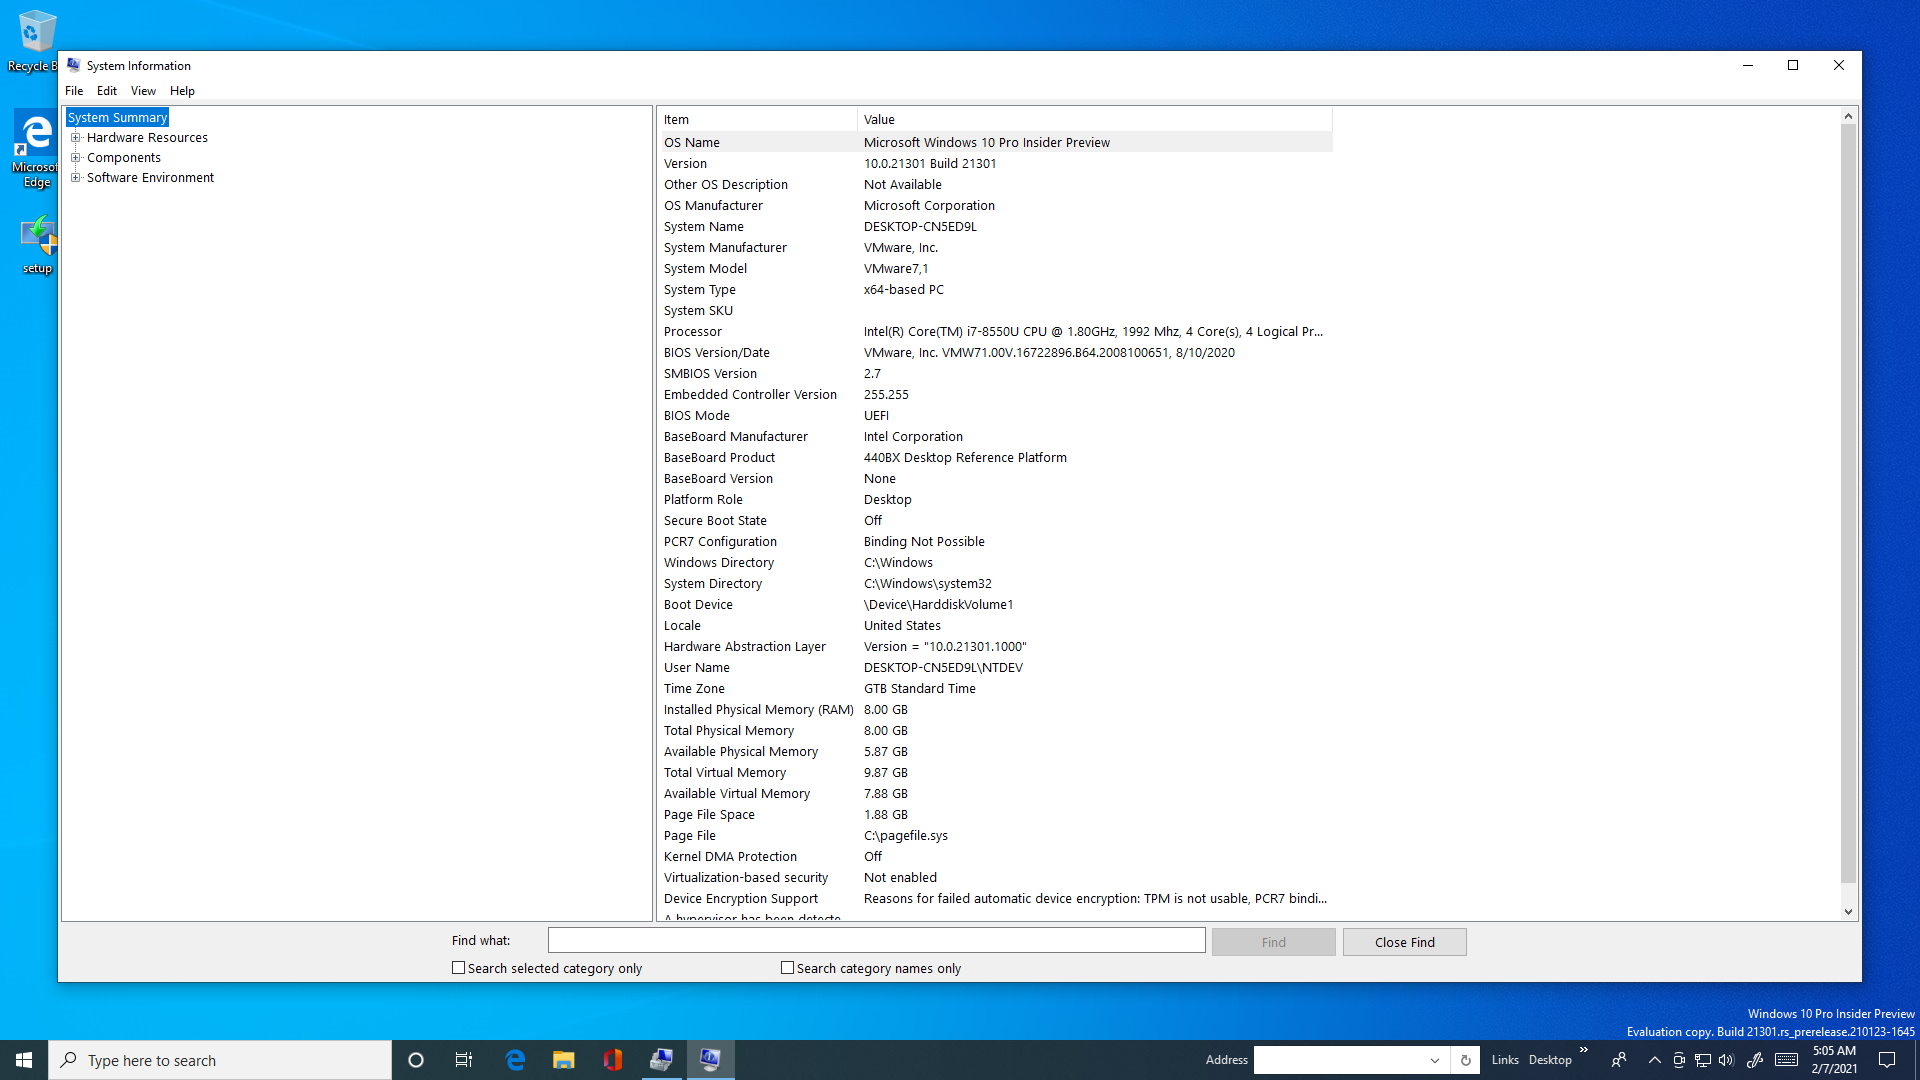 Recycle B
Microsof
Edge
setup
System Information
File Edit View Help
System Summary
Hardware Resources
Components
Software Environment
Item Value
OS Name Microsoft Windows 10 Pro Insider Preview
Version 10.0.21301 Build 21301
Other OS Description Not Available
OS Manufacturer Microsoft Corporation
System Name DESKTOP-CN5ED9L
System Manufacturer VMware, Inc.
System Model VMware7,1
System Type x64-based PC
System SKU
Processor Intel(R) Core(TM) i7-8550U CPU @ 1.80GHz, 1992 Mhz, 4 Core(s), 4 Logical Pr...
BIOS Version/Date VMware, Inc. VMW71.00V.16722896.B64.2008100651, 8/10/2020
SMBIOS Version 2.7
Embedded Controller Version 255.255
BIOS Mode UEFI
BaseBoard Manufacturer Intel Corporation
BaseBoard Product 440BX Desktop Reference Platform
BaseBoard Version None
Platform Role Desktop
Secure Boot State Off
PCR7 Configuration Binding Not Possible
Windows Directory C:\Windows
System Directory C:\Windows\system32
Boot Device \Device\HarddiskVolume1
Locale United States
Hardware Abstraction Layer Version = "10.0.21301.1000"
User Name DESKTOP-CN5ED9L\NTDEV
Time Zone GTB Standard Time
Installed Physical Memory (RAM) 8.00 GB
Total Physical Memory 8.00 GB
Available Physical Memory 5.87 GB
Total Virtual Memory 9.87 GB
Available Virtual Memory 7.88 GB
Page File Space 1.88 GB
Page File C:\pagefile.sys
Kernel DMA Protection Off
Virtualization-based security Not enabled
Device Encryption Support Reasons for failed automatic device encryption: TPM is not usable, PCR7 bindi...
A hypervisor has been detecte
Find what: Find Close Find
Search selected category only Search category names only
Windows 10 Pro Insider Preview
Evaluation copy. Build 21301.rs_prerelease.210123-1645
Type here to search
Address
Links Desktop
5:05 AM
2/7/2021